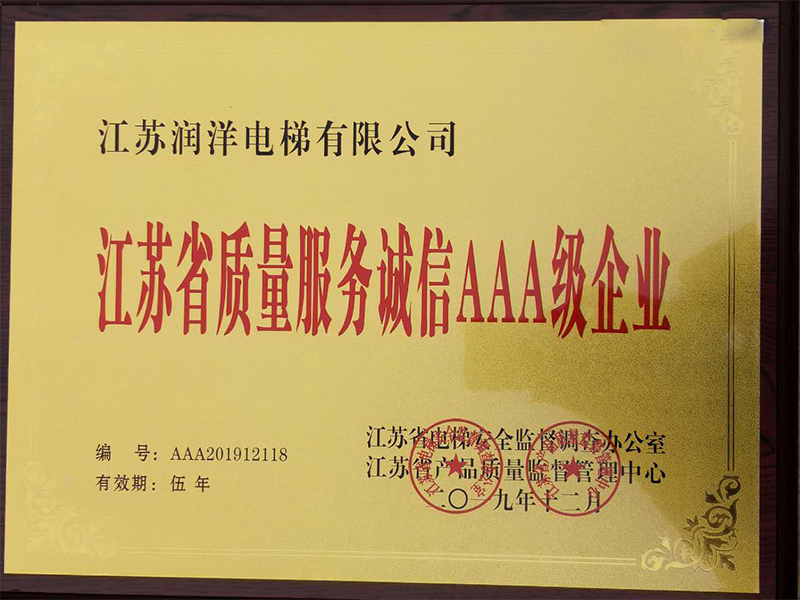 江苏润洋电梯有限公司
江苏省质量服务诚信AAA级企业
编 号：AAA201912118
有效期：伍 年
江苏省电梯安全监督调查办公室
江苏省产品质量监督管理中心
二〇一九年十二月